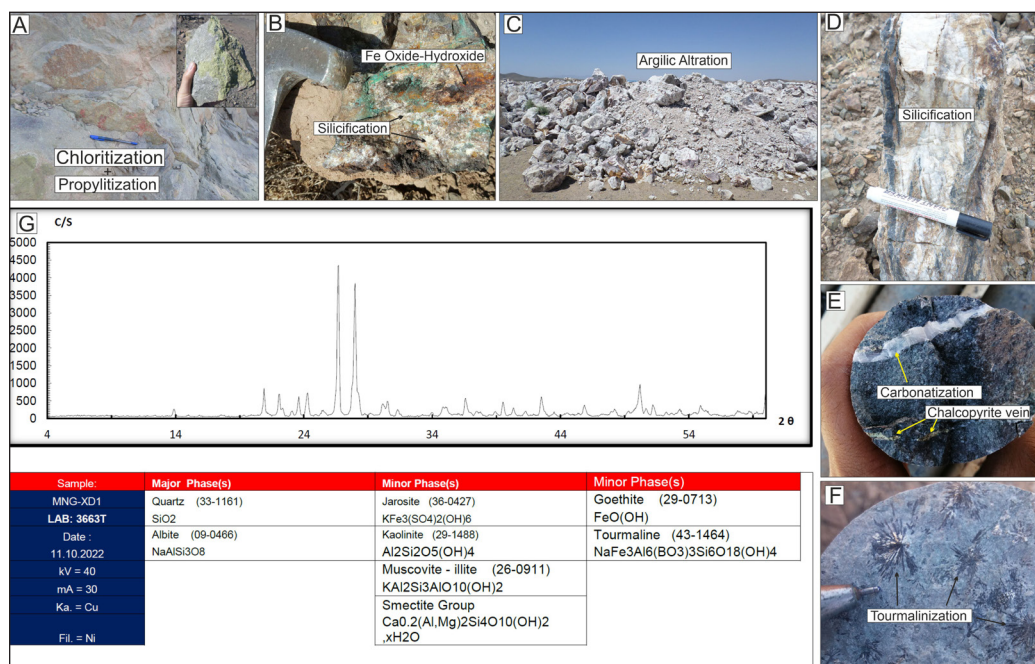 A
Chloritization
+
Propylitization
B
Fe Oxide-Hydroxide
Silicification
C
Argilic Altration
D
Silicification
G
C/S
5000
4500
4000
3500
3000
2500
2000
1500
1000
500
0
4 14 24 34 44 54
2 θ
E
Carbonatization
Chalcopyrite vein
F
Tourmalinization
Sample: Major Phase(s) Minor Phase(s) Minor Phase(s)
MNG-XD1 Quartz (33-1161) Jarosite (36-0427) Goethite (29-0713)
LAB: 3663T SiO2 KFe3(SO4)2(OH)6 FeO(OH)
Date : Albite (09-0466) Kaolinite (29-1488) Tourmaline (43-1464)
11.10.2022 NaAlSi3O8 Al2Si2O5(OH)4 NaFe3Al6(BO3)3Si6O18(OH)4
kV = 40 Muscovite - illite (26-0911)
mA = 30 KAl2Si3AlO10(OH)2
Ka. = Cu Smectite Group
Ca0.2(Al,Mg)2Si4O10(OH)2
Fil. = Ni ,xH2O